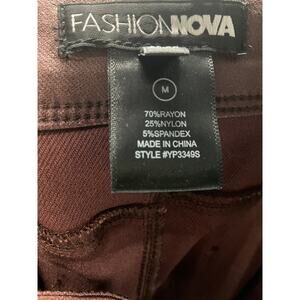 FASHIONNOVA
M
70%RAYON
25%NYLON
5%SPANDEX
MADE IN CHINA
STYLE #YP3349S